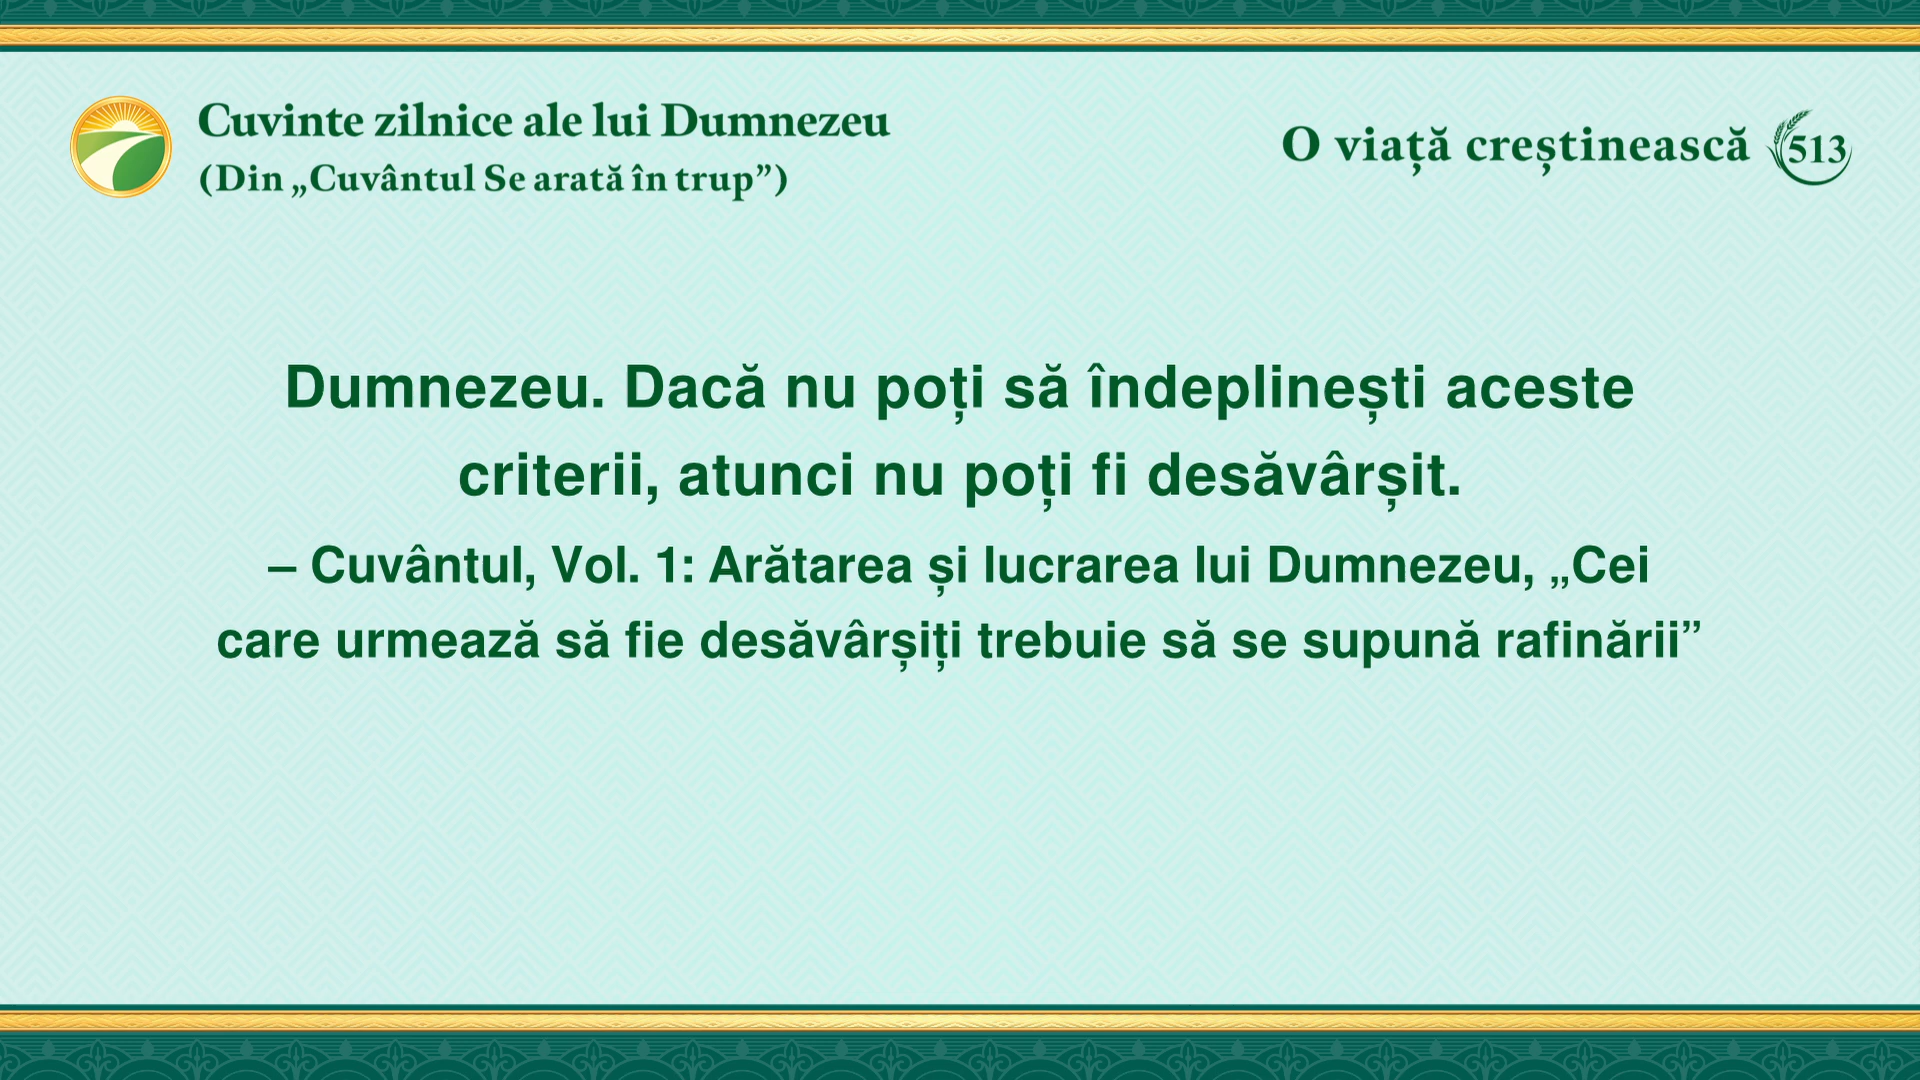 Cuvinte zilnice ale lui Dumnezeu
(Din „Cuvântul Se arată în trup”)
O viață creștinească 513
Dumnezeu. Dacă nu poți să îndeplinești aceste
criterii, atunci nu poți fi desăvârșit.
– Cuvântul, Vol. 1: Arătarea și lucrarea lui Dumnezeu, „Cei
care urmează să fie desăvârșiți trebuie să se supună rafinării”